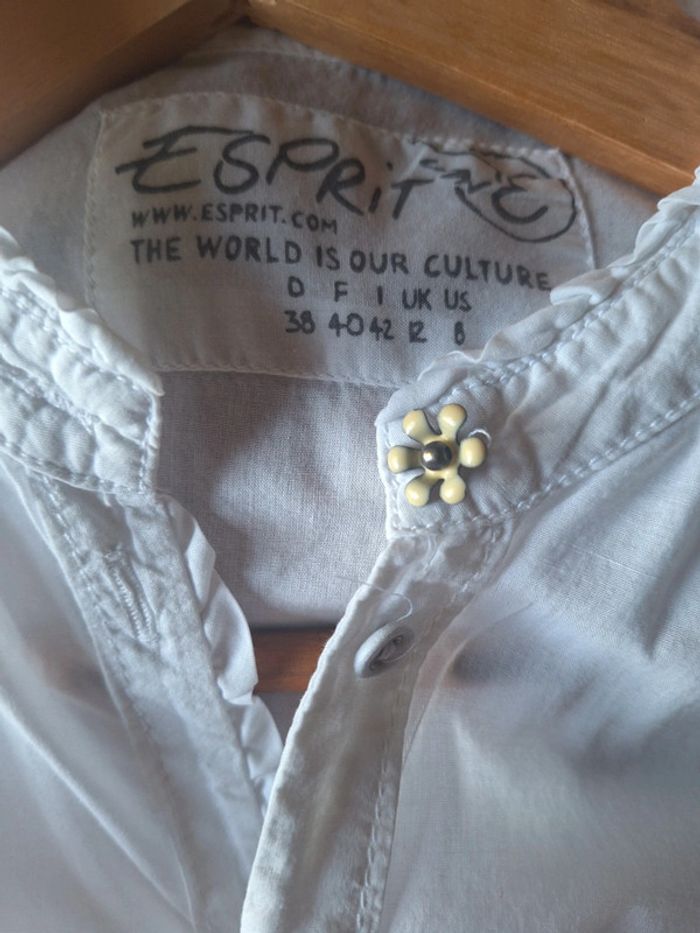 ESPRIT
WWW.ESPRIT.COM
THE WORLD IS OUR CULTURE
D F I UK US
38 40 42 12 8